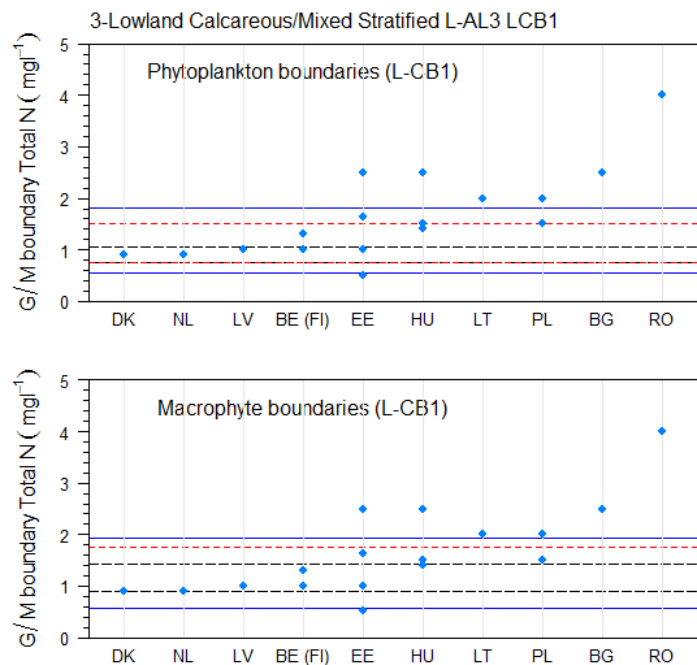 3-Lowland Calcareous/Mixed Stratified L-AL3 LCB1
Phytoplankton boundaries (L-CB1)
G/ M boundary Total N ( mgl⁻¹)
5
4
3
2
1
0
DK NL LV BE (Fl) EE HU LT PL BG RO
Macrophyte boundaries (L-CB1)
G/ M boundary Total N ( mgl⁻¹)
5
4
3
2
1
0
DK NL LV BE (Fl) EE HU LT PL BG RO